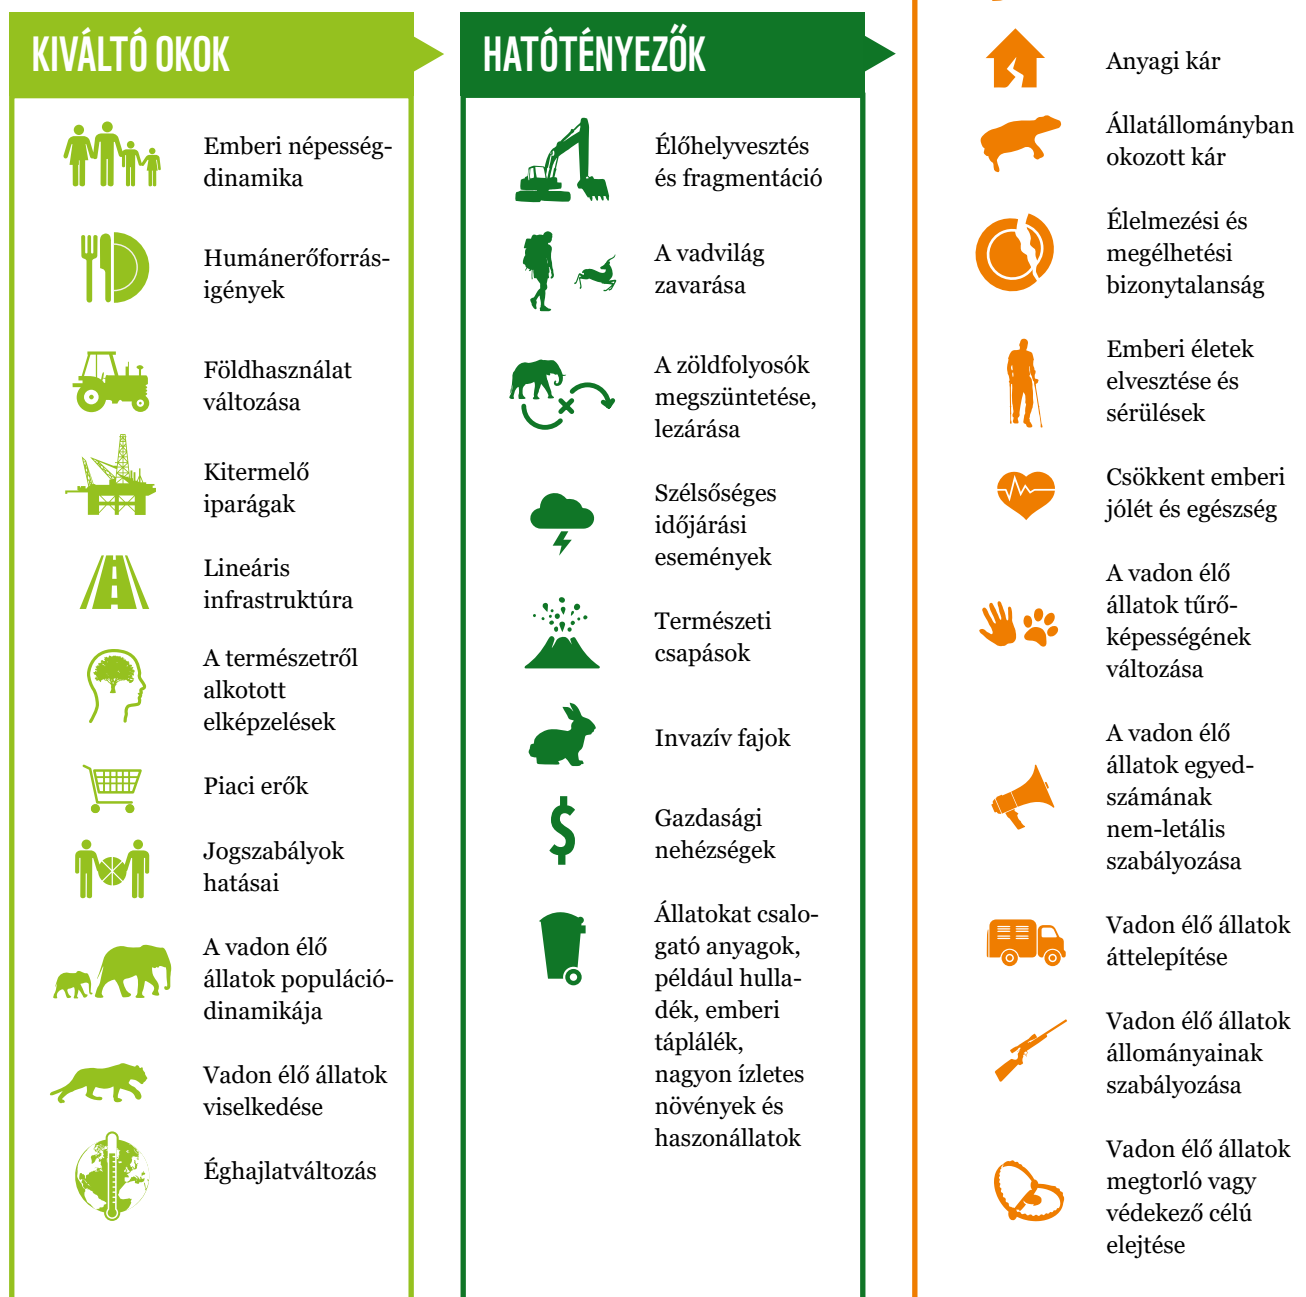 KIVÁLTÓ OKOK
Emberi népesség-
dinamika
Humánerőforrás-
igények
Földhasználat
változása
Kitermelő
iparágak
Lineáris
infrastruktúra
A természetről
alkotott
elképzelések
Piaci erők
Jogszabályok
hatásai
A vadon élő
állatok populáció-
dinamikája
Vadon élő állatok
viselkedése
Éghajlatváltozás
HATÓTÉNYEZŐK
Élőhelyvesztés
és fragmentáció
A vadvilág
zavarása
A zöldfolyosók
megszüntetése,
lezárása
Szélsőséges
időjárási
események
Természeti
csapások
Invazív fajok
$
Gazdasági
nehézségek
Állatokat csalo-
gató anyagok,
például hulla-
dék, emberi
táplálék,
nagyon ízletes
növények és
haszonállatok
Anyagi kár
Állatállományban
okozott kár
Élelmezési és
megélhetési
bizonytalanság
Emberi életek
elvesztése és
sérülések
Csökkent emberi
jólét és egészség
A vadon élő
állatok tűrő-
képességének
változása
A vadon élő
állatok egyed-
számának
nem-letális
szabályozása
Vadon élő állatok
áttelepítése
Vadon élő állatok
állományainak
szabályozása
Vadon élő állatok
megtorló vagy
védekező célú
elejtése